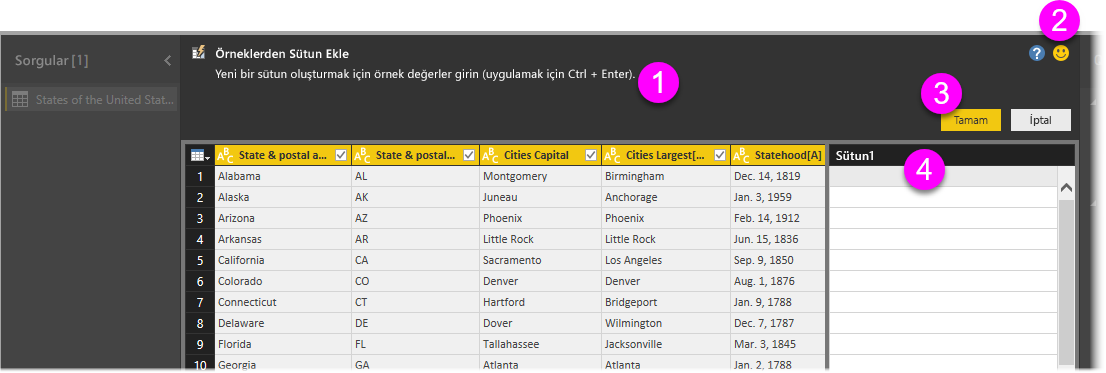 2
Sorgular [1]
Örneklerden Sütun Ekle
?
Yeni bir sütun oluşturmak için örnek değerler girin (uygulamak için Ctrl + Enter).
1
States of the United Stat...
3
Tamam
İptal
ABC State & postal a... ABC State & postal... ABC Cities Capital ABC Cities Largest[... ABC Statehood[A] Sütun1
4
1 Alabama AL Montgomery Birmingham Dec. 14, 1819
2 Alaska AK Juneau Anchorage Jan. 3, 1959
3 Arizona AZ Phoenix Phoenix Feb. 14, 1912
4 Arkansas AR Little Rock Little Rock Jun. 15, 1836
5 California CA Sacramento Los Angeles Sep. 9, 1850
6 Colorado CO Denver Denver Aug. 1, 1876
7 Connecticut CT Hartford Bridgeport Jan. 9, 1788
8 Delaware DE Dover Wilmington Dec. 7, 1787
9 Florida FL Tallahassee Jacksonville Mar. 3, 1845
10 Georgia GA Atlanta Atlanta Jan. 2, 1788